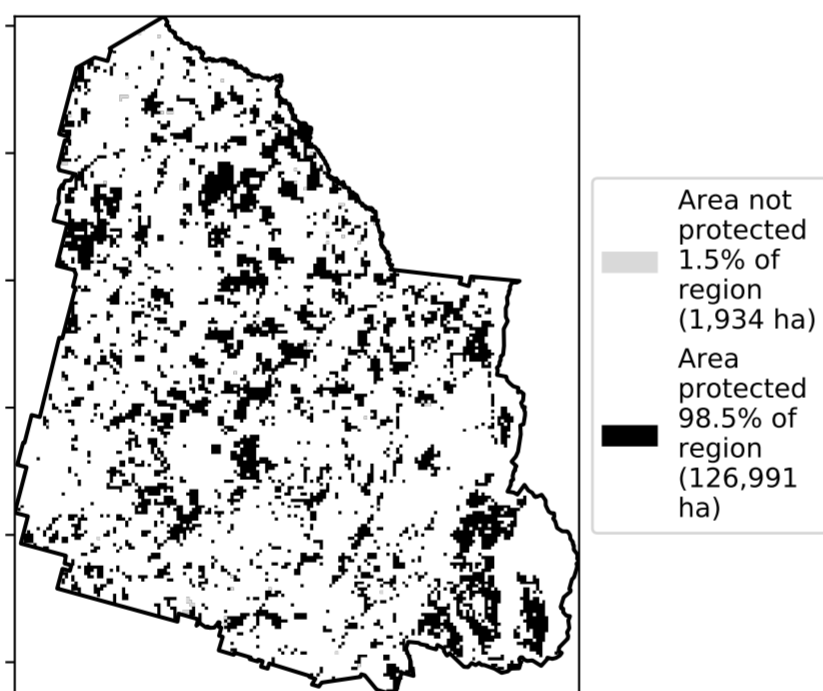 Area not
protected
1.5% of
region
(1,934 ha)
Area
protected
98.5% of
region
(126,991
ha)